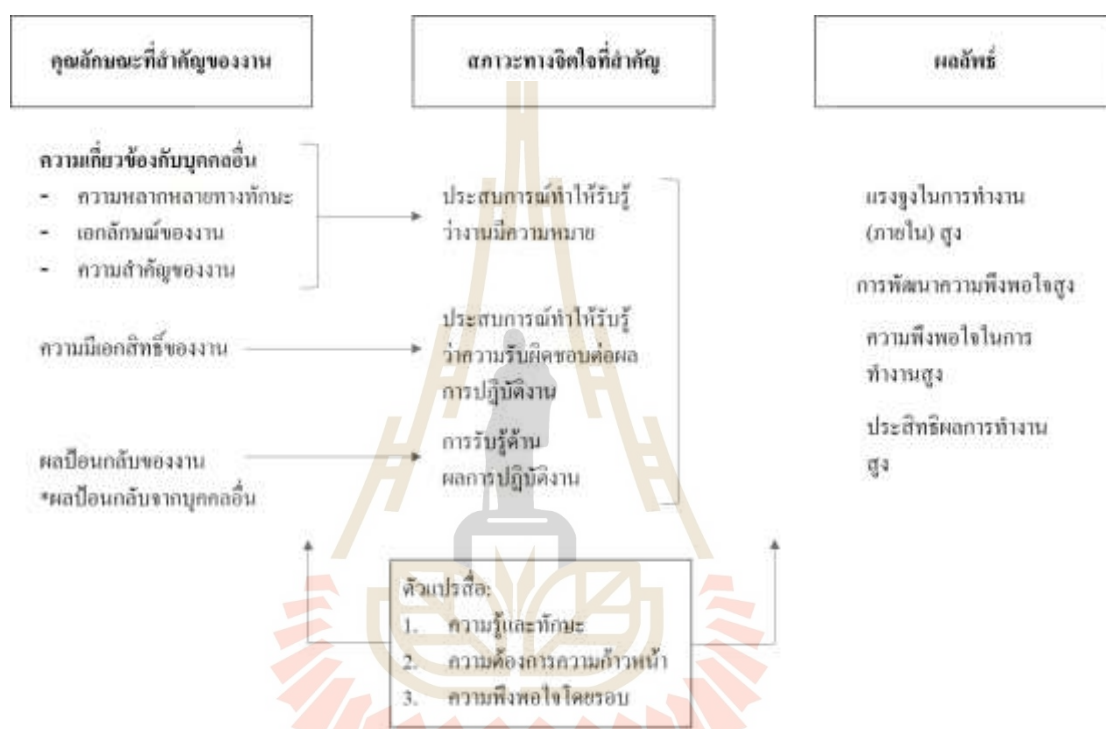 คุณลักษณะที่สำคัญของงาน
สภาวะทางจิตใจที่สำคัญ
ผลลัพธ์
ความเกี่ยวข้องกับบุคคลอื่น
- ความหลากหลายทางทักษะ
- เอกลักษณ์ของงาน
- ความสำคัญของงาน
ความมีเอกสิทธิ์ของงาน
ผลป้อนกลับของงาน
*ผลป้อนกลับจากบุคคลอื่น
ประสบการณ์ทำให้รับรู้
ว่างานมีความหมาย
ประสบการณ์ทำให้รับรู้
ว่าความรับผิดชอบต่อผล
การปฏิบัติงาน
การรับรู้ด้าน
ผลการปฏิบัติงาน
แรงจูงในการทำงาน
(ภายใน) สูง
การพัฒนาความพึงพอใจสูง
ความพึงพอใจในการ
ทำงานสูง
ประสิทธิผลการทำงาน
สูง
ตัวแปรสื่อ:
1. ความรู้และทักษะ
2. ความต้องการความก้าวหน้า
3. ความพึงพอใจโดยรอบ